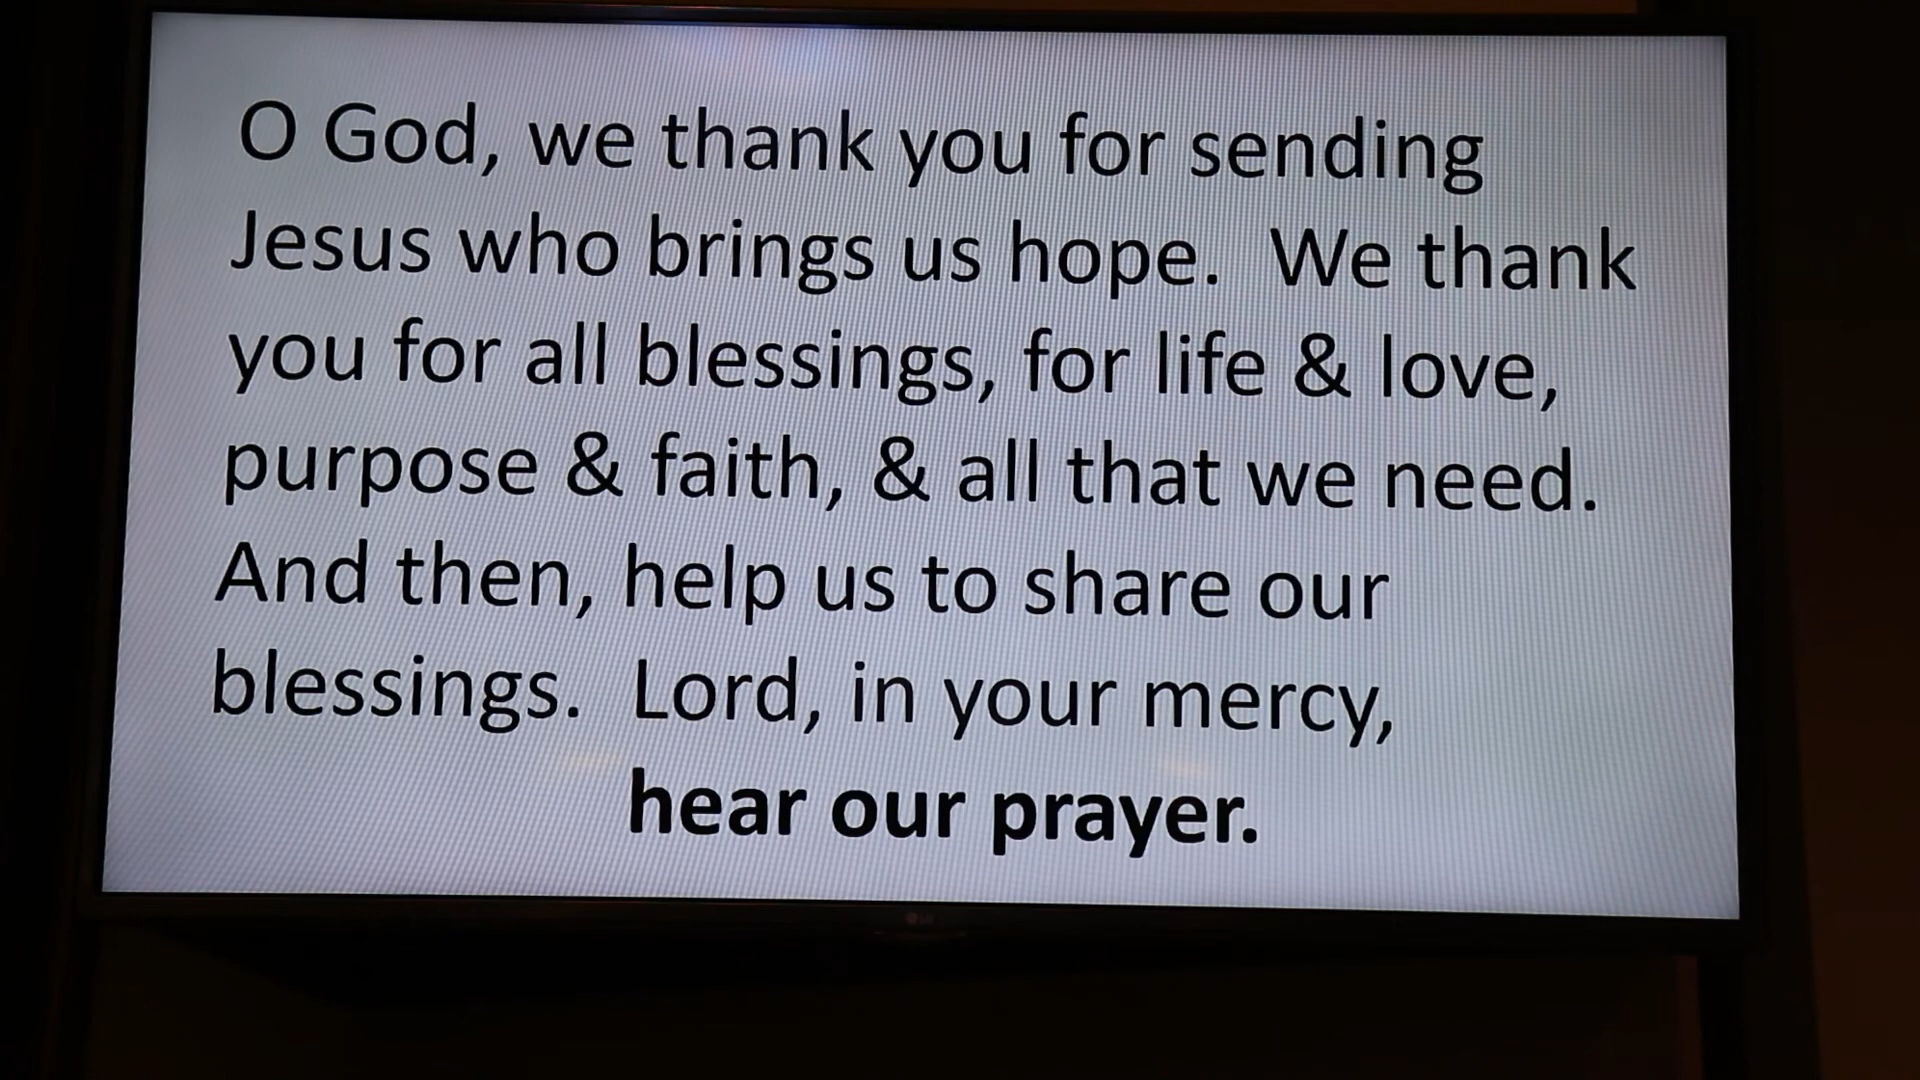 O God, we thank you for sending
Jesus who brings us hope.  We thank
you for all blessings, for life & love,
purpose & faith, & all that we need.
And then, help us to share our
blessings.  Lord, in your mercy,
hear our prayer.
LG